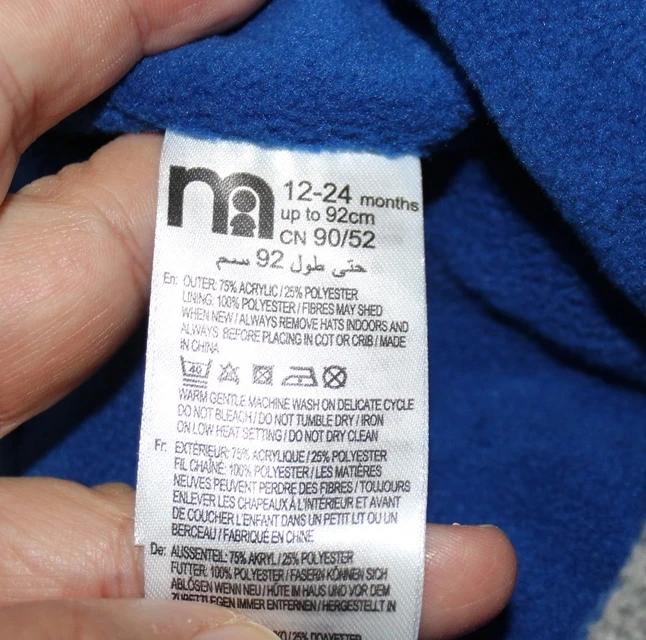 m
12-24 months
up to 92cm
CN 90/52
حتى طول 92 سم
En: OUTER: 75% ACRYLIC / 25% POLYESTER
LINING: 100% POLYESTER / FIBRES MAY SHED
WHEN NEW / ALWAYS REMOVE HATS INDOORS AND
ALWAYS BEFORE PLACING IN COT OR CRIB / MADE
IN CHINA
40
WARM GENTLE MACHINE WASH ON DELICATE CYCLE
DO NOT BLEACH / DO NOT TUMBLE DRY / IRON
ON LOW HEAT SETTING / DO NOT DRY CLEAN
Fr: EXTÉRIEUR: 75% ACRYLIQUE / 25% POLYESTER
FIL CHAÎNE: 100% POLYESTER / LES MATIÈRES
NEUVES PEUVENT PERDRE DES FIBRES / TOUJOURS
ENLEVER LES CHAPEAUX À L'INTÉRIEUR ET AVANT
DE COUCHER L'ENFANT DANS UN PETIT LIT OU UN
BERCEAU / FABRIQUÉ EN CHINE
De: AUSSENTEIL: 75% AKRYL / 25% POLYESTER
FUTTER: 100% POLYESTER / FASERN KÖNNEN SICH
ABLÖSEN WENN NEU / HÜTE IM HAUS UND VOR DEM
ZUBETTLEGEN IMMER ENTFERNEN / HERGESTELLT IN
/ 25% POLYESTER